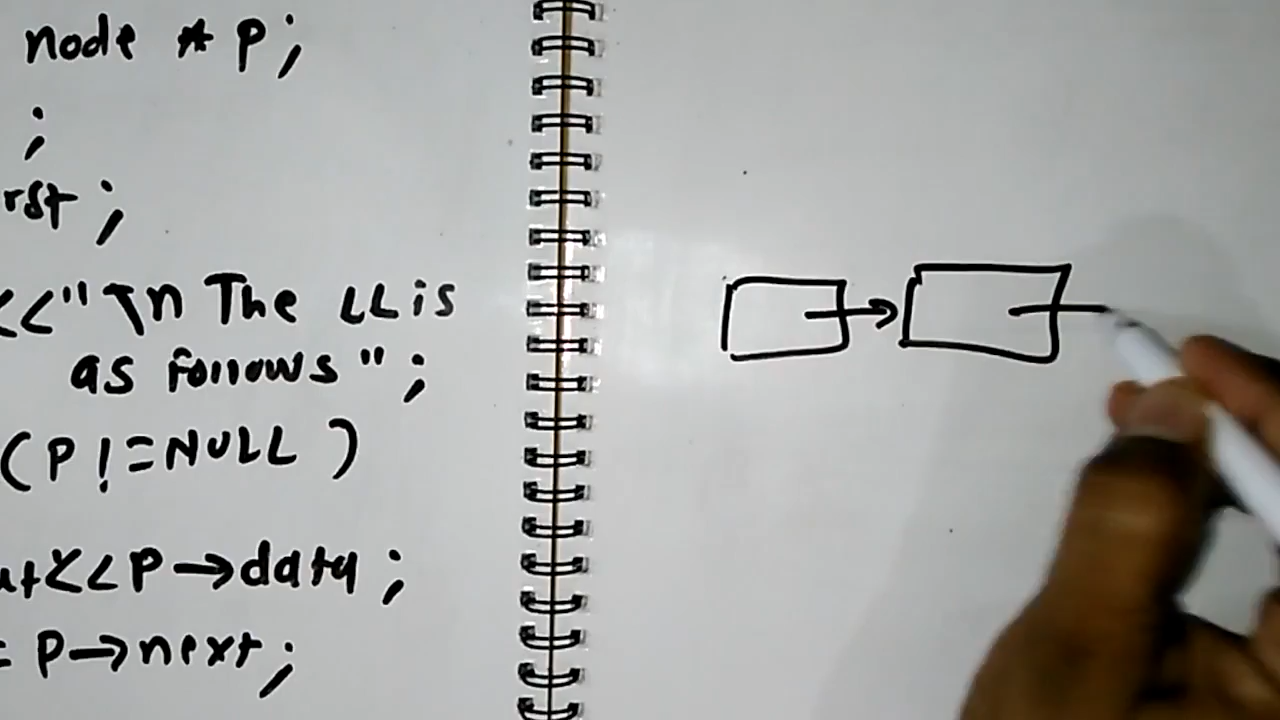 node * p;
;
rst;
<<"\n The LL is
as follows";
(P != NULL )
ut<<P→data;
= P→next;